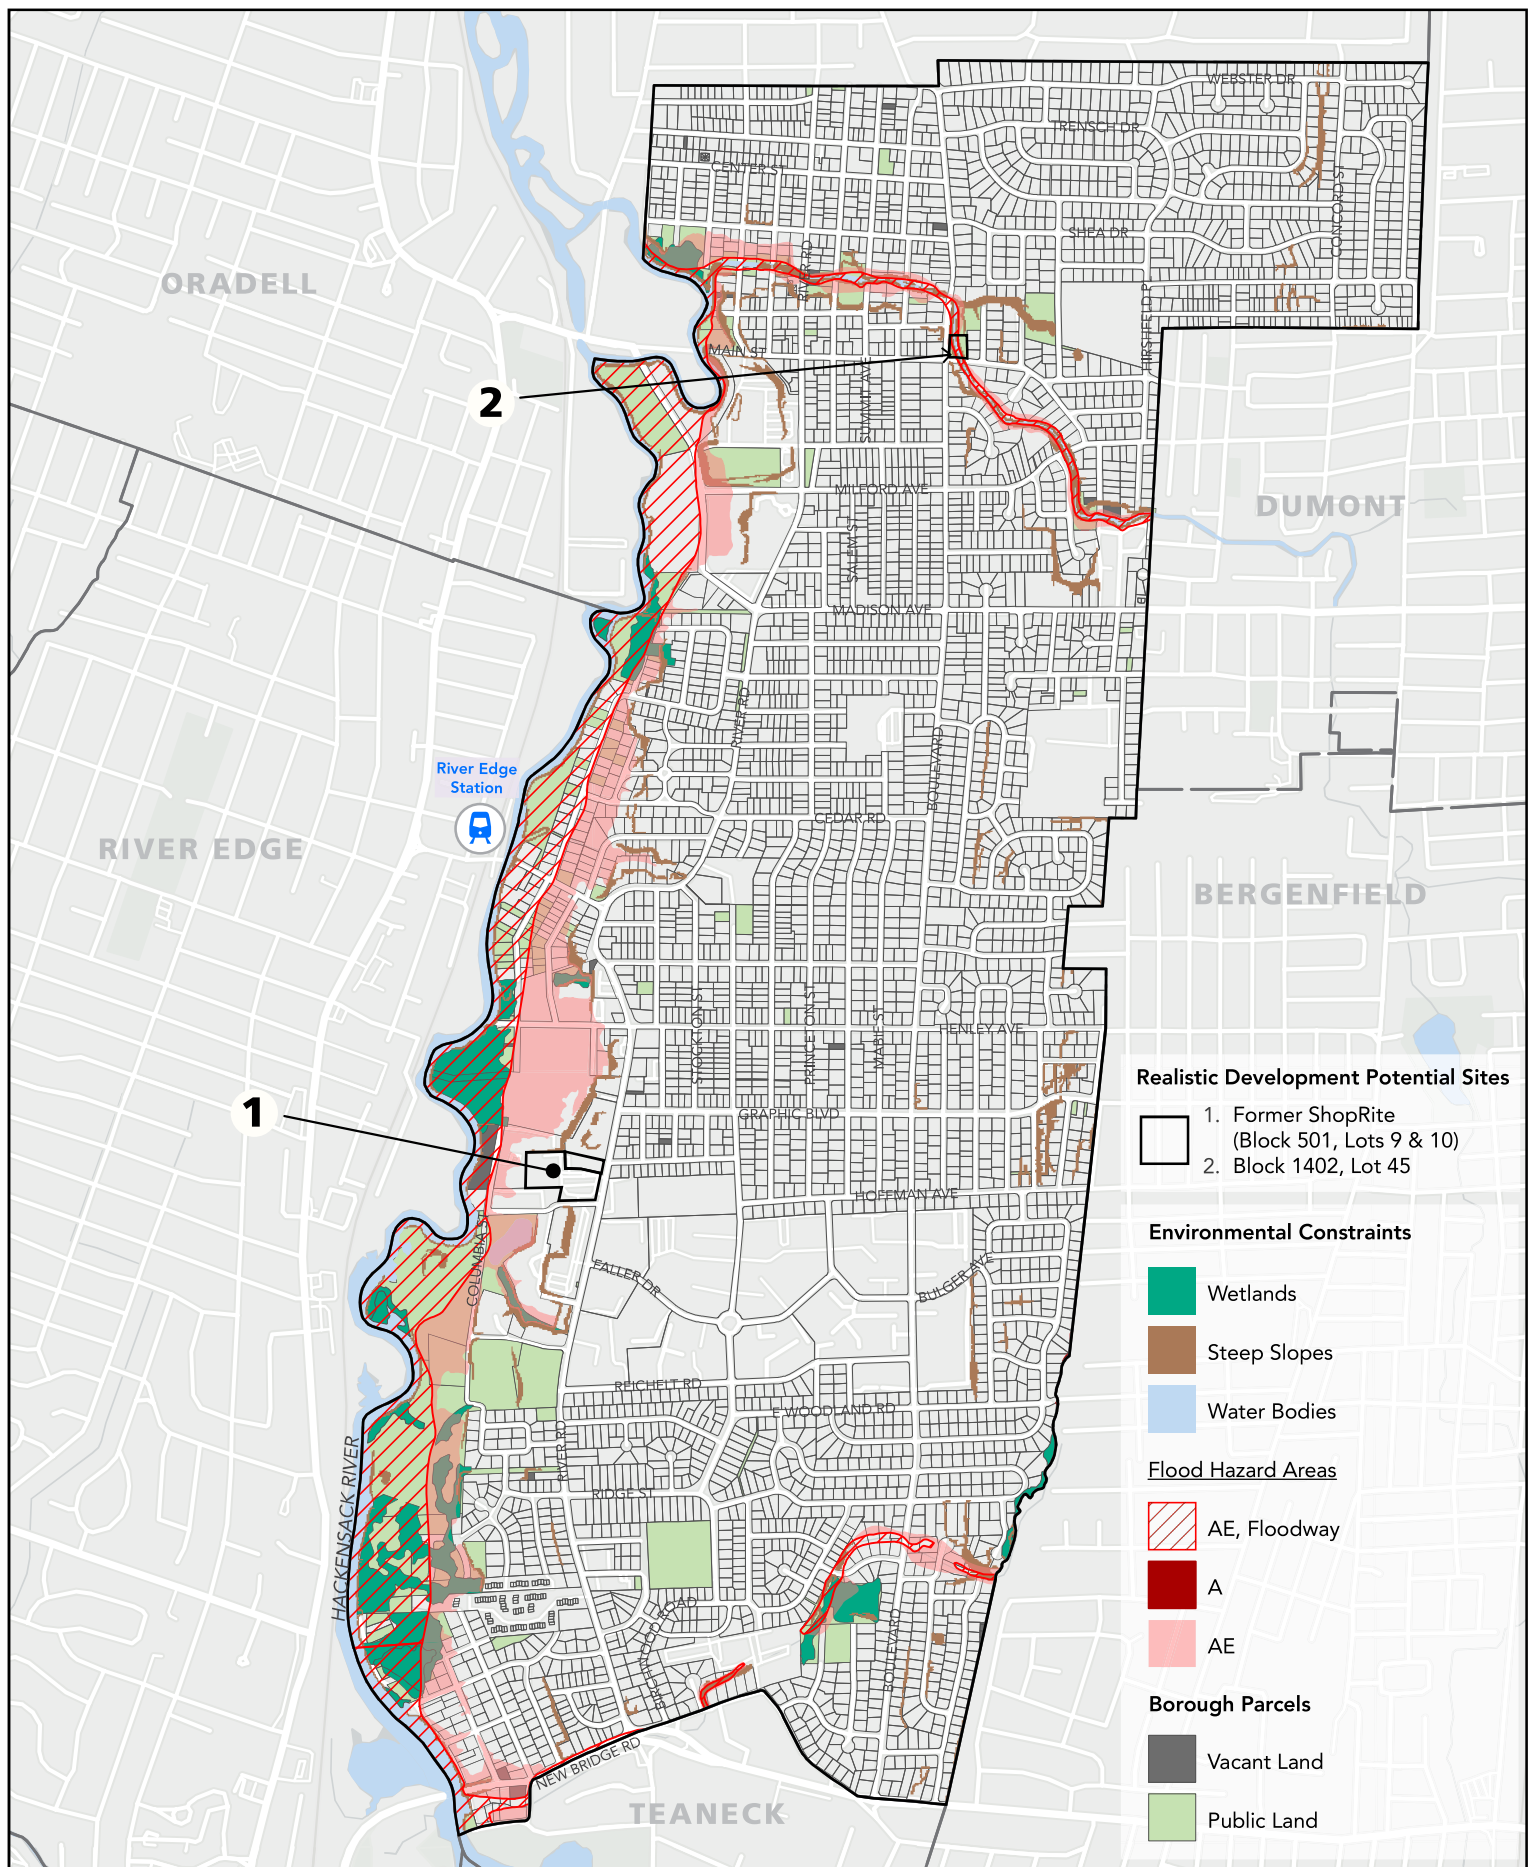 WEBSTER DR
TRENSCH DR
CENTER ST
CONCORD ST
SHEA DR
RIVER RD
ORADELL
HIRSHFELD PL
MAIN ST
SUMMIT AVE
2
MILFORD AVE
DUMONT
SALEM ST
MADISON AVE
RIVER RD
BOULEVARD
River Edge
Station
CEDAR RD
RIVER EDGE
BERGENFIELD
STOCKTON ST
PRINCETON ST
MABIE ST
HENLEY AVE
1
GRAPHIC BLVD
HOFFMAN AVE
COLUMBIA ST
FALLER DR
BULGER AVE
REICHELT RD
E WOODLAND RD
RIVER RD
RIDGE ST
HACKENSACK RIVER
BIRCHWOOD ROAD
BOULEVARD
NEW BRIDGE RD
TEANECK
Realistic Development Potential Sites
1. Former ShopRite
(Block 501, Lots 9 & 10)
2. Block 1402, Lot 45
Environmental Constraints
Wetlands
Steep Slopes
Water Bodies
Flood Hazard Areas
AE, Floodway
A
AE
Borough Parcels
Vacant Land
Public Land